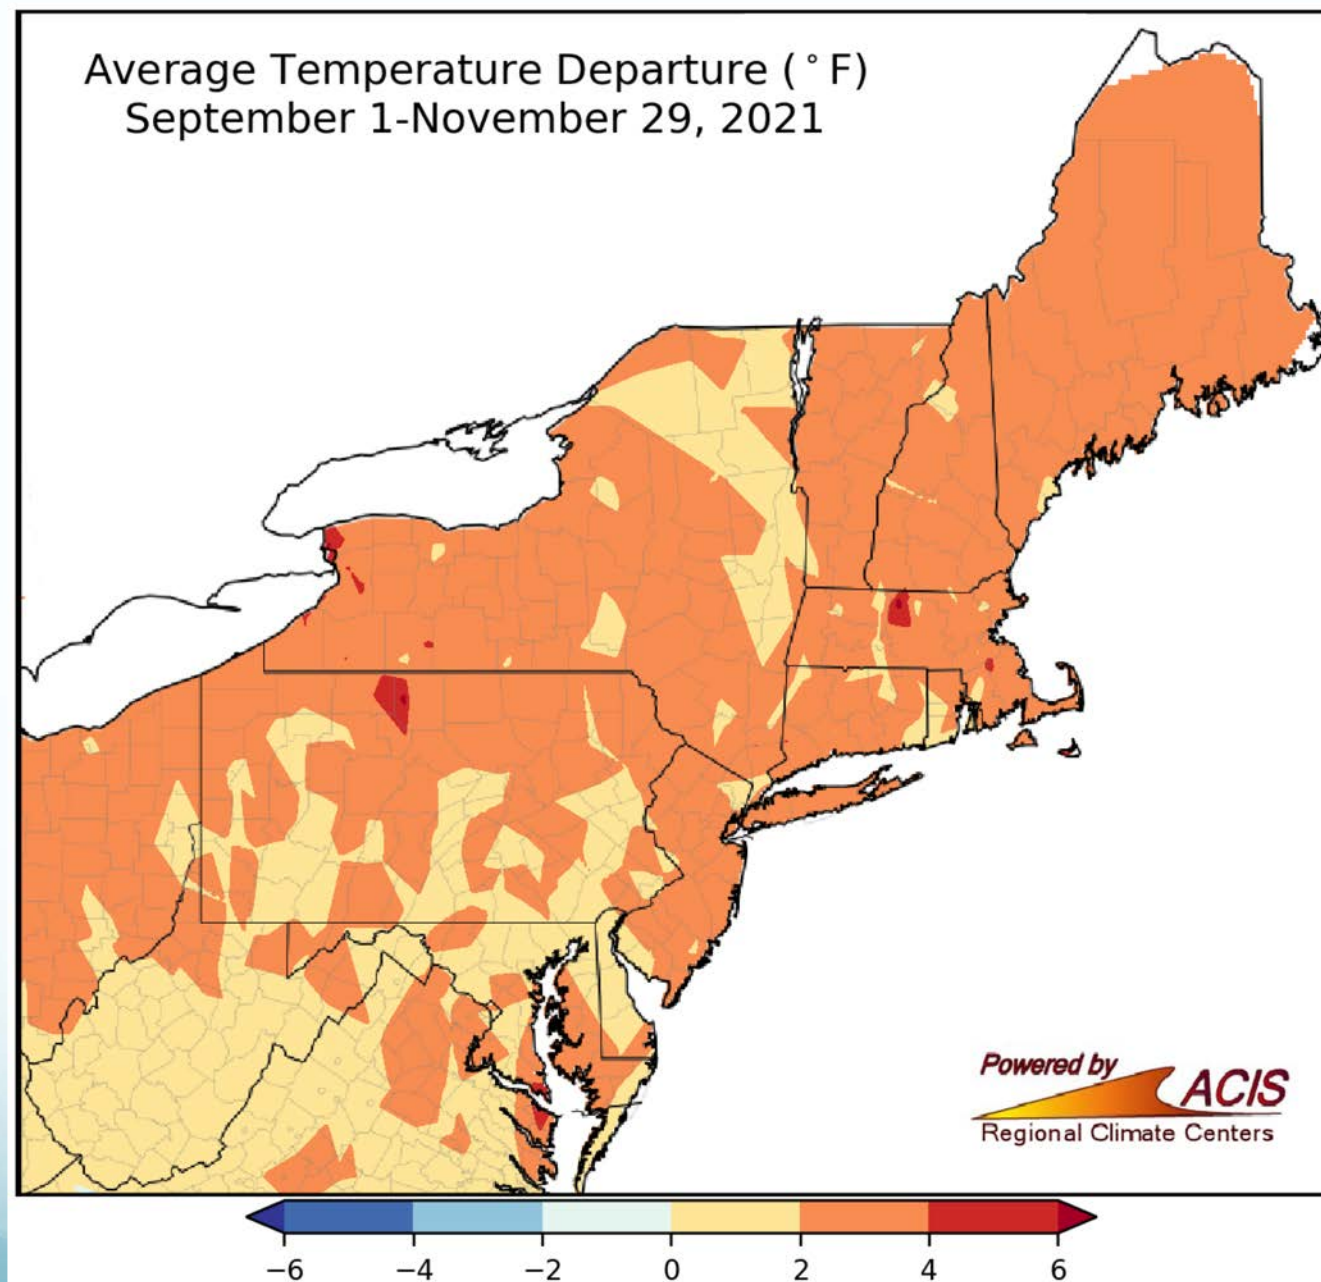 Average Temperature Departure (°F)
September 1-November 29, 2021
Powered by
ACIS
Regional Climate Centers
−6 −4 −2 0 2 4 6